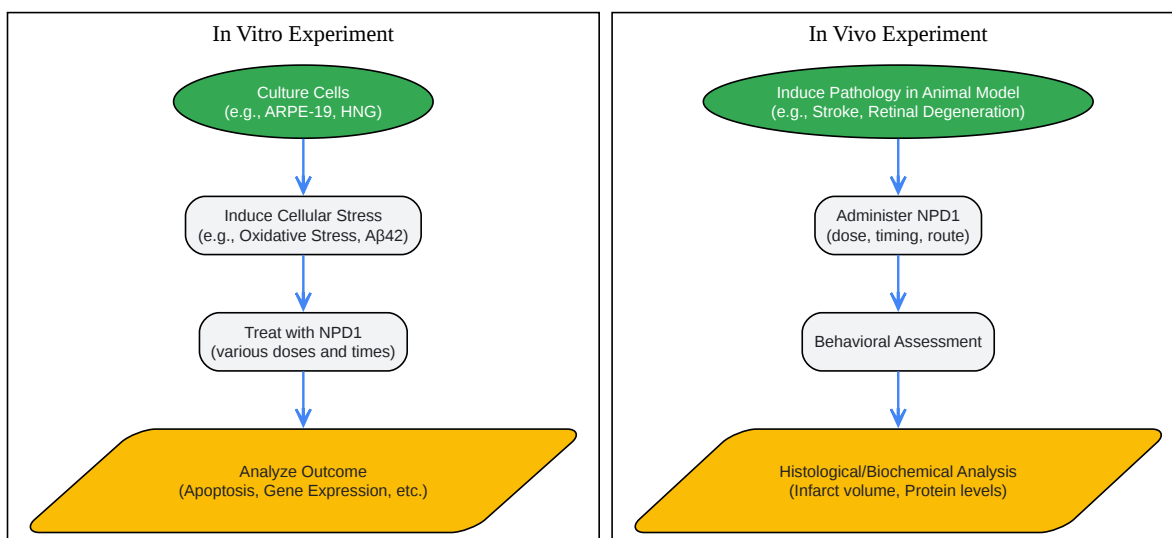 In Vitro Experiment
Culture Cells
(e.g., ARPE-19, HNG)
Induce Cellular Stress
(e.g., Oxidative Stress, Aβ42)
Treat with NPD1
(various doses and times)
Analyze Outcome
(Apoptosis, Gene Expression, etc.)
In Vivo Experiment
Induce Pathology in Animal Model
(e.g., Stroke, Retinal Degeneration)
Administer NPD1
(dose, timing, route)
Behavioral Assessment
Histological/Biochemical Analysis
(Infarct volume, Protein levels)